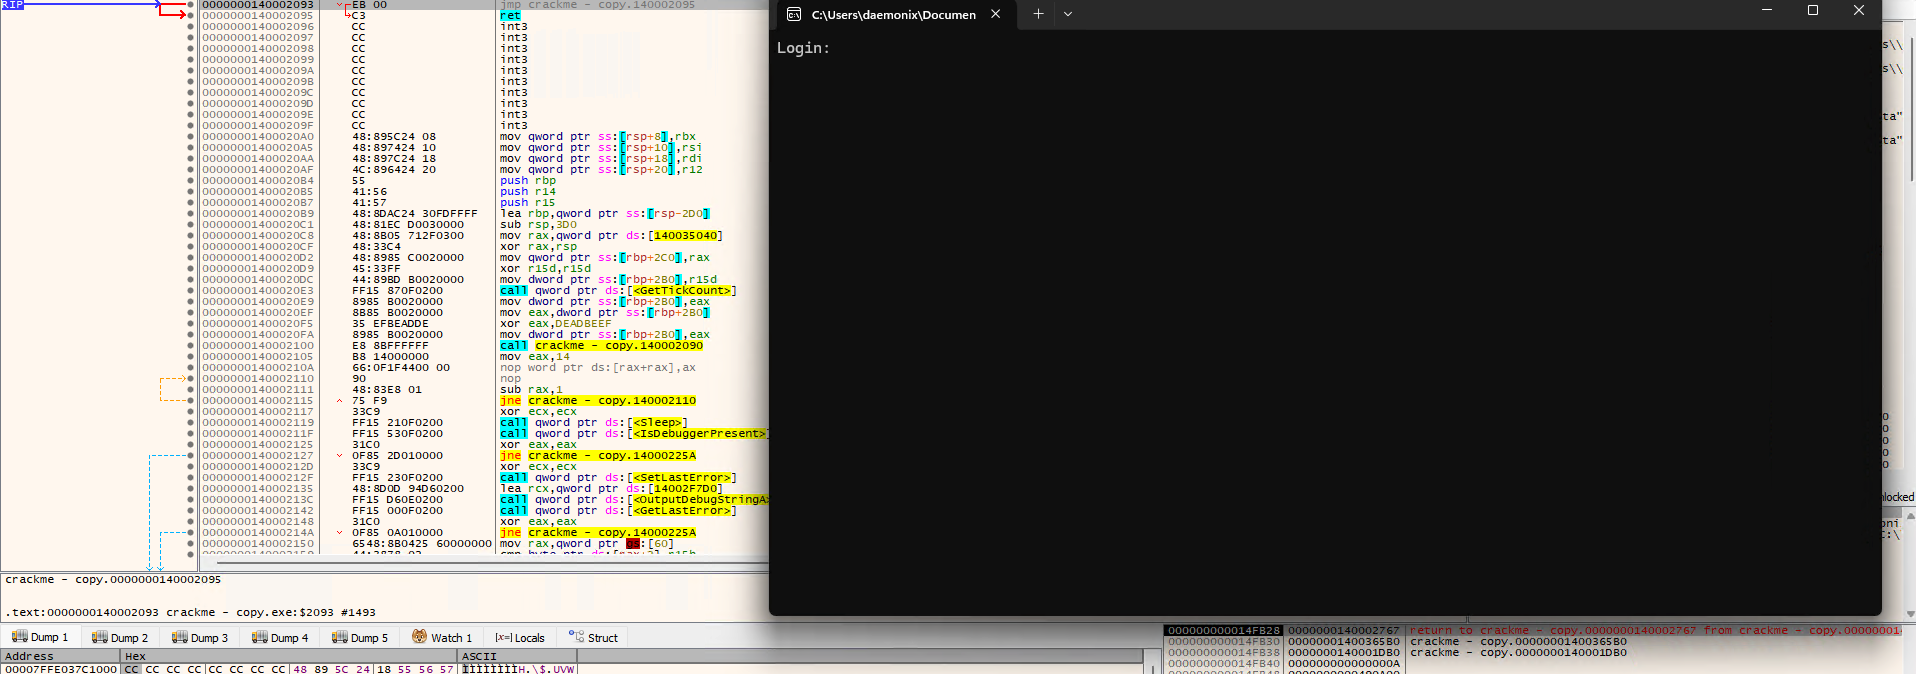 RIP
0000000140002093 EB 00 jmp crackme - copy.140002095
0000000140002095 C3 ret
0000000140002096 CC int3
0000000140002097 CC int3
0000000140002098 CC int3
0000000140002099 CC int3
000000014000209A CC int3
000000014000209B CC int3
000000014000209C CC int3
000000014000209D CC int3
000000014000209E CC int3
000000014000209F CC int3
00000001400020A0 48:895C24 08 mov qword ptr ss:[rsp+8],rbx
00000001400020A5 48:897424 10 mov qword ptr ss:[rsp+10],rsi
00000001400020AA 48:897C24 18 mov qword ptr ss:[rsp+18],rdi
00000001400020AF 4C:896424 20 mov qword ptr ss:[rsp+20],r12
00000001400020B4 55 push rbp
00000001400020B5 41:56 push r14
00000001400020B7 41:57 push r15
00000001400020B9 48:8DAC24 30FDFFFF lea rbp,qword ptr ss:[rsp-2D0]
00000001400020C1 48:81EC D0030000 sub rsp,3D0
00000001400020C8 48:8B05 712F0300 mov rax,qword ptr ds:[140035040]
00000001400020CF 48:33C4 xor rax,rsp
00000001400020D2 48:8985 C0020000 mov qword ptr ss:[rbp+2C0],rax
00000001400020D9 45:33FF xor r15d,r15d
00000001400020DC 44:89BD B0020000 mov dword ptr ss:[rbp+2B0],r15d
00000001400020E3 FF15 870F0200 call qword ptr ds:[<GetTickCount>]
00000001400020E9 8985 B0020000 mov dword ptr ss:[rbp+2B0],eax
00000001400020EF 8B85 B0020000 mov eax,dword ptr ss:[rbp+2B0]
00000001400020F5 35 EFBEADDE xor eax,DEADBEEF
00000001400020FA 8985 B0020000 mov dword ptr ss:[rbp+2B0],eax
0000000140002100 E8 8BFFFFFF call crackme - copy.140002090
0000000140002105 B8 14000000 mov eax,14
000000014000210A 66:0F1F4400 00 nop word ptr ds:[rax+rax],ax
0000000140002110 90 nop
0000000140002111 48:83E8 01 sub rax,1
0000000140002115 75 F9 jne crackme - copy.140002110
0000000140002117 33C9 xor ecx,ecx
0000000140002119 FF15 210F0200 call qword ptr ds:[<Sleep>]
000000014000211F FF15 530F0200 call qword ptr ds:[<IsDebuggerPresent>]
0000000140002125 31C0 xor eax,eax
0000000140002127 0F85 2D010000 jne crackme - copy.14000225A
000000014000212D 33C9 xor ecx,ecx
000000014000212F FF15 230F0200 call qword ptr ds:[<SetLastError>]
0000000140002135 48:8D0D 94D60200 lea rcx,qword ptr ds:[14002F7D0]
000000014000213C FF15 D60E0200 call qword ptr ds:[<OutputDebugStringA>
0000000140002142 FF15 000F0200 call qword ptr ds:[<GetLastError>]
0000000140002148 31C0 xor eax,eax
000000014000214A 0F85 0A010000 jne crackme - copy.14000225A
0000000140002150 6548:8B0425 60000000 mov rax,qword ptr gs:[60]
crackme - copy.0000000140002095
.text:0000000140002093 crackme - copy.exe:$2093 #1493
Dump 1 Dump 2 Dump 3 Dump 4 Dump 5 Watch 1 [x=] Locals Struct
Address Hex ASCII
00007FFE037C1000 CC CC CC CC CC CC CC CC 48 89 5C 24 18 55 56 57 ÌÌÌÌÌÌÌÌH.\$.UVW
C:\Users\daemonix\Documen
Login:
s\\
s\\
ta"
ta"
0
0
0
0
0
nlocked
oni
C:\
000000000014FB28 0000000140002767 return to crackme - copy.0000000140002767 from crackme - copy.00000001
000000000014FB30 00000001400365B0 crackme - copy.00000001400365B0
000000000014FB38 0000000140001DB0 crackme - copy.0000000140001DB0
000000000014FB40 000000000000000A